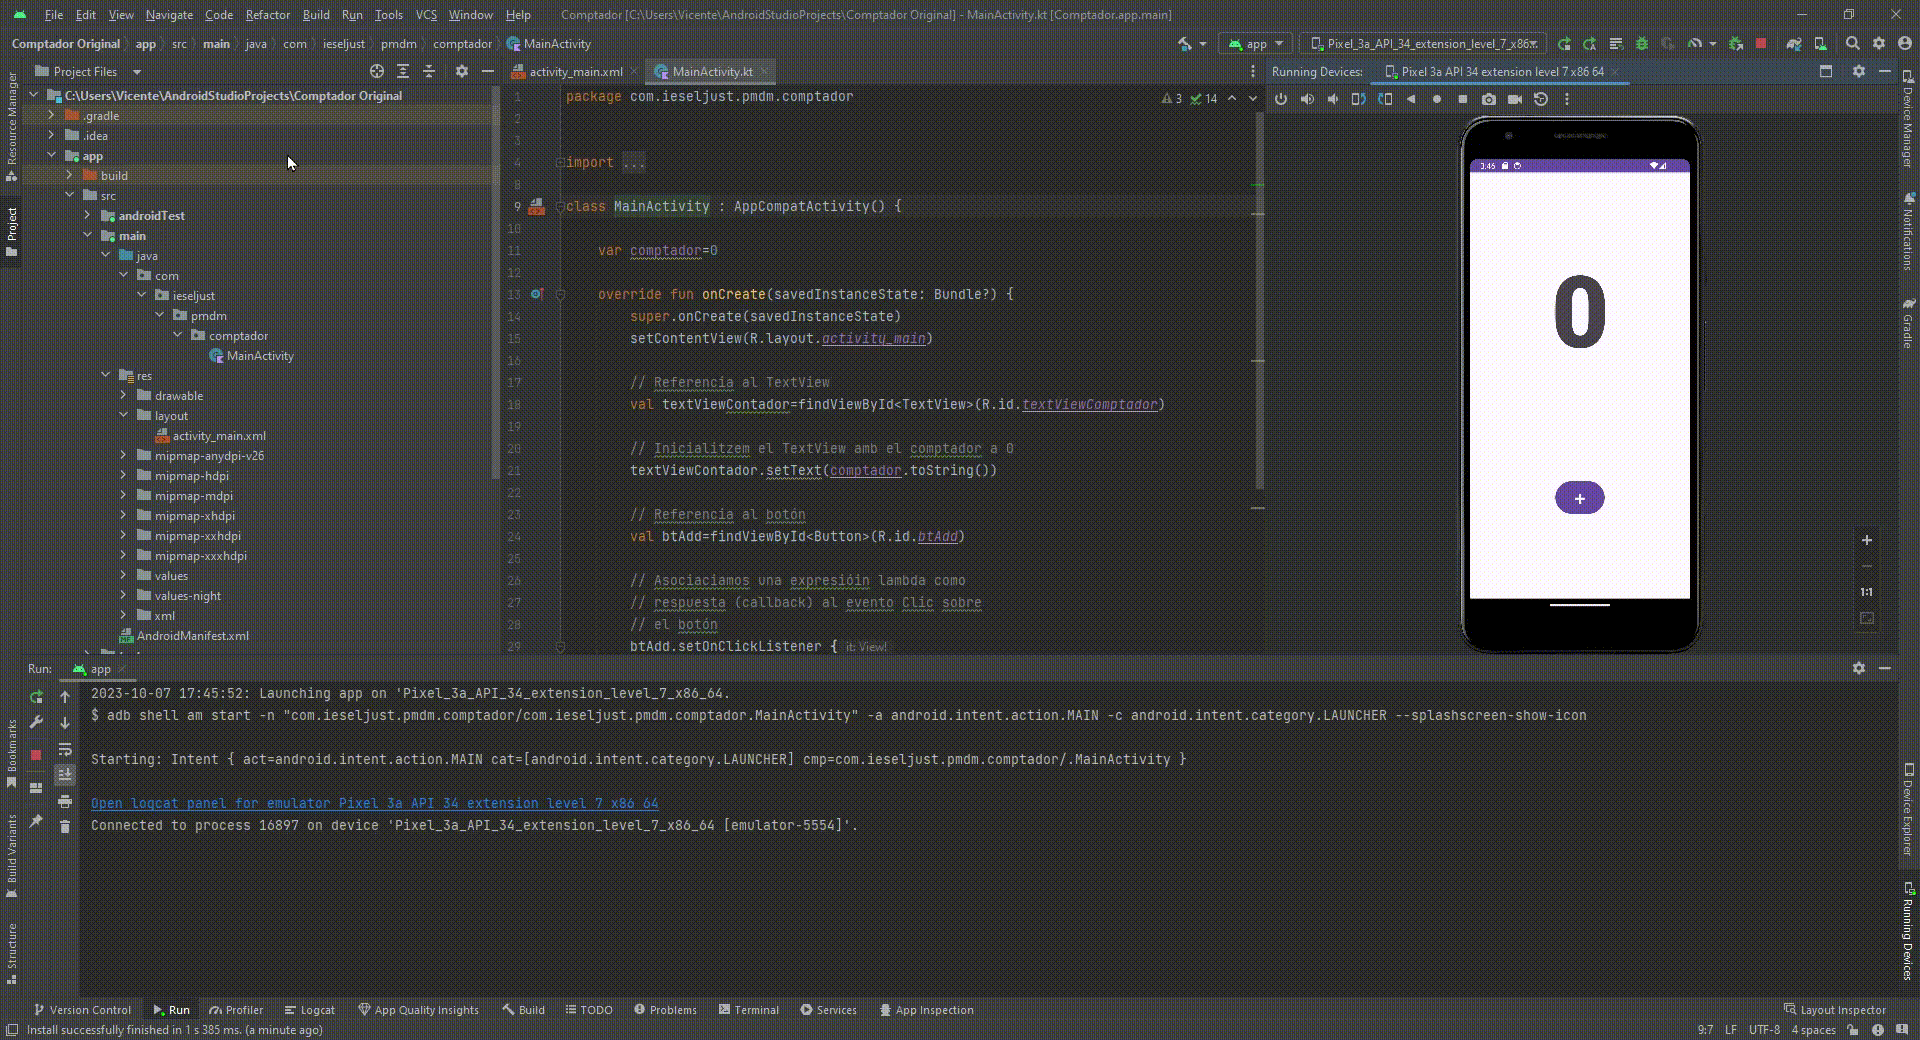 File Edit View Navigate Code Refactor Build Run Tools VCS Window Help Comptador [C:\Users\Vicente\AndroidStudioProjects\Comptador Original] - MainActivity.kt [Comptador.app.main]
Comptador Original app src main java com ieseljust pmdm comptador MainActivity app Pixel_3a_API_34_extension_level_7_x86
Project Files
activity_main.xml MainActivity.kt
Running Devices: Pixel 3a API 34 extension level 7 x86 64
Resource Manager
Project
Bookmarks
Build Variants
Structure
C:\Users\Vicente\AndroidStudioProjects\Comptador Original
.gradle
.idea
app
build
src
androidTest
main
java
com
ieseljust
pmdm
comptador
MainActivity
res
drawable
layout
activity_main.xml
mipmap-anydpi-v26
mipmap-hdpi
mipmap-mdpi
mipmap-xhdpi
mipmap-xxhdpi
mipmap-xxxhdpi
values
values-night
xml
AndroidManifest.xml
3 14
1 package com.ieseljust.pmdm.comptador
2
3
4 import ...
8
9 class MainActivity : AppCompatActivity() {
10
11 var comptador=0
12
13 override fun onCreate(savedInstanceState: Bundle?) {
14 super.onCreate(savedInstanceState)
15 setContentView(R.layout.activity_main)
16
17 // Referencia al TextView
18 val textViewContador=findViewById<TextView>(R.id.textViewComptador)
19
20 // Inicialitzem el TextView amb el comptador a 0
21 textViewContador.setText(comptador.toString())
22
23 // Referencia al botón
24 val btAdd=findViewById<Button>(R.id.btAdd)
25
26 // Asociaciamos una expresióin lambda como
27 // respuesta (callback) al evento Clic sobre
28 // el botón
29 btAdd.setOnClickListener { it: View!
3:46
0
+
+
−
1:1
Device Manager
Notifications
Gradle
Device Explorer
Running Devices
Run: app
2023-10-07 17:45:52: Launching app on 'Pixel_3a_API_34_extension_level_7_x86_64.
$ adb shell am start -n "com.ieseljust.pmdm.comptador/com.ieseljust.pmdm.comptador.MainActivity" -a android.intent.action.MAIN -c android.intent.category.LAUNCHER --splashscreen-show-icon
Starting: Intent { act=android.intent.action.MAIN cat=[android.intent.category.LAUNCHER] cmp=com.ieseljust.pmdm.comptador/.MainActivity }
Open logcat panel for emulator Pixel 3a API 34 extension level 7 x86 64
Connected to process 16897 on device 'Pixel_3a_API_34_extension_level_7_x86_64 [emulator-5554]'.
Version Control Run Profiler Logcat App Quality Insights Build TODO Problems Terminal Services App Inspection Layout Inspector
Install successfully finished in 1 s 385 ms. (a minute ago) 9:7 LF UTF-8 4 spaces